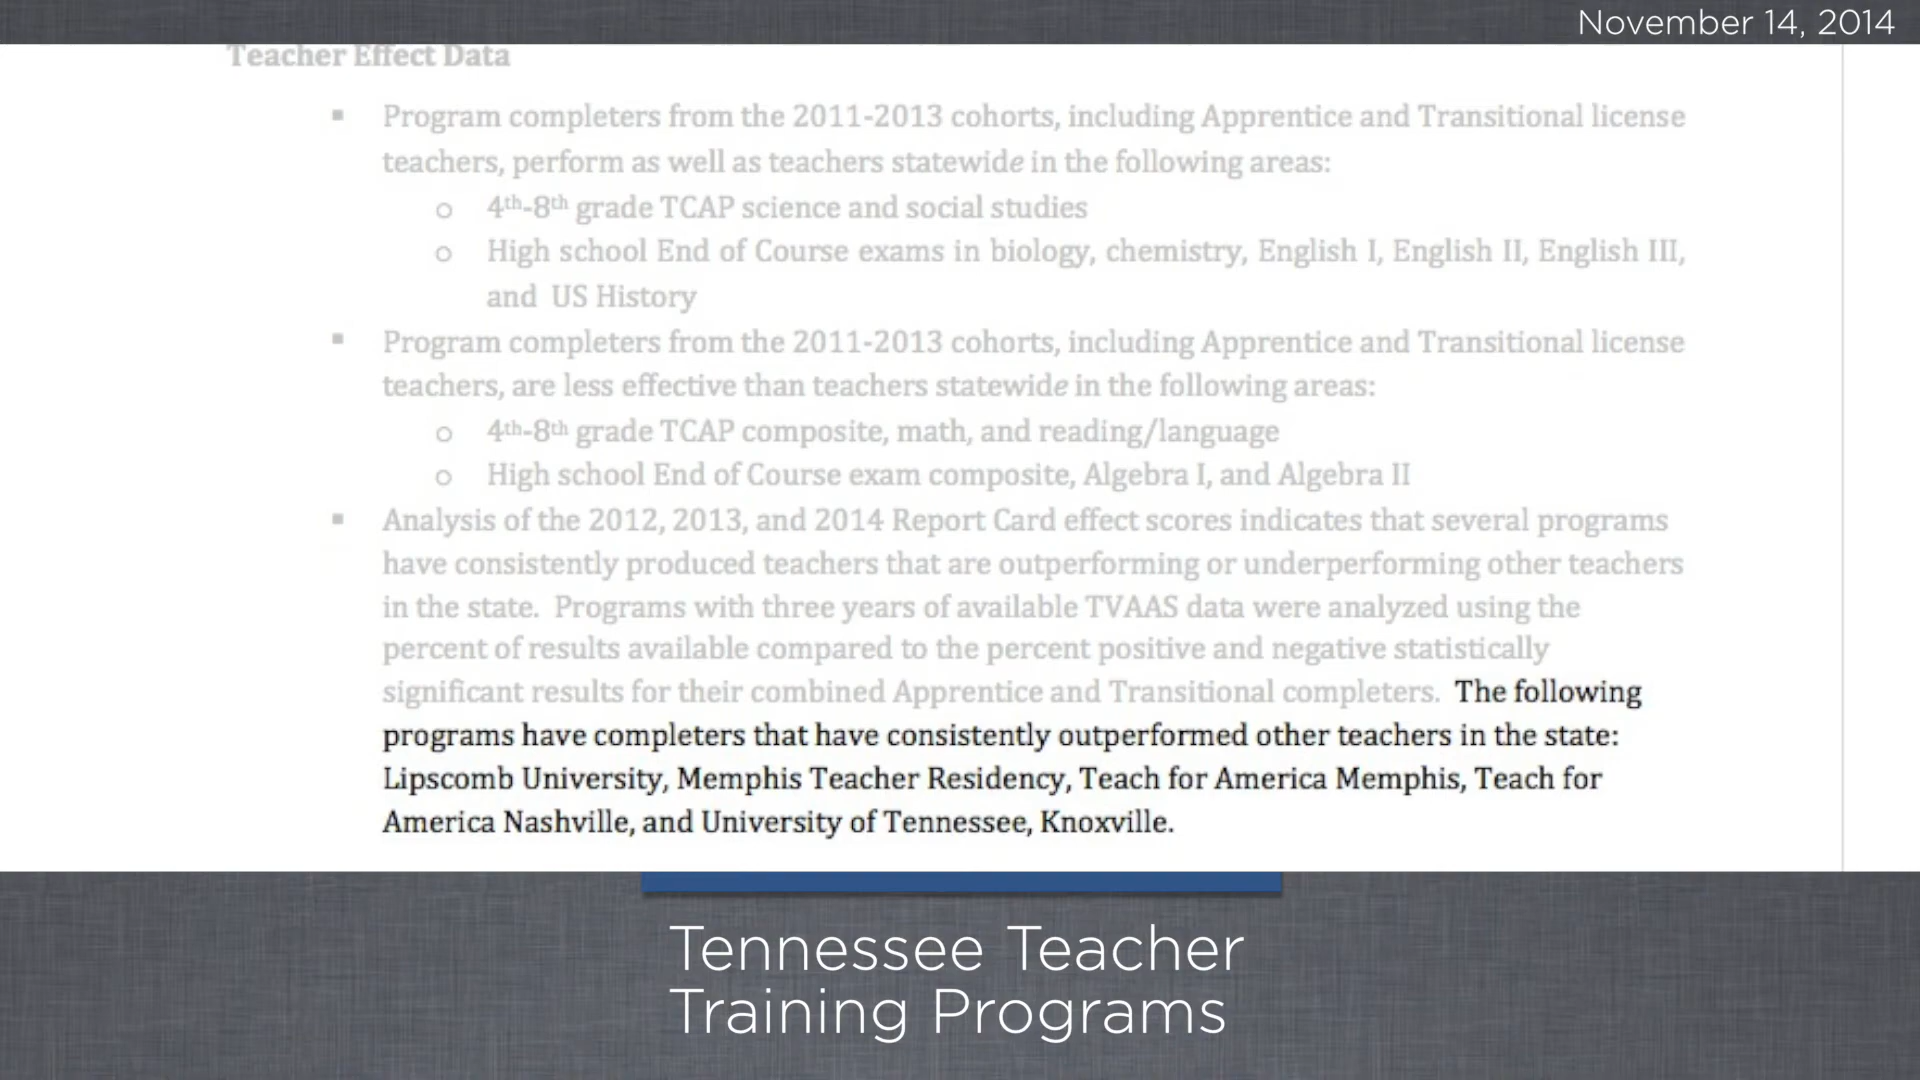 November 14, 2014
Teacher Effect Data
▪ Program completers from the 2011-2013 cohorts, including Apprentice and Transitional license
teachers, perform as well as teachers statewide in the following areas:
o 4th-8th grade TCAP science and social studies
o High school End of Course exams in biology, chemistry, English I, English II, English III,
and US History
▪ Program completers from the 2011-2013 cohorts, including Apprentice and Transitional license
teachers, are less effective than teachers statewide in the following areas:
o 4th-8th grade TCAP composite, math, and reading/language
o High school End of Course exam composite, Algebra I, and Algebra II
▪ Analysis of the 2012, 2013, and 2014 Report Card effect scores indicates that several programs
have consistently produced teachers that are outperforming or underperforming other teachers
in the state. Programs with three years of available TVAAS data were analyzed using the
percent of results available compared to the percent positive and negative statistically
significant results for their combined Apprentice and Transitional completers. The following
programs have completers that have consistently outperformed other teachers in the state:
Lipscomb University, Memphis Teacher Residency, Teach for America Memphis, Teach for
America Nashville, and University of Tennessee, Knoxville.
Tennessee Teacher
Training Programs